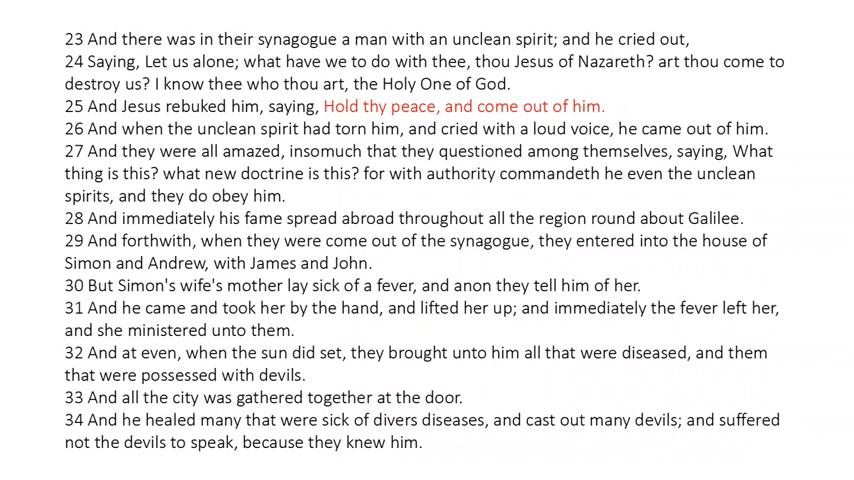 23 And there was in their synagogue a man with an unclean spirit; and he cried out,
24 Saying, Let us alone; what have we to do with thee, thou Jesus of Nazareth? art thou come to
destroy us? I know thee who thou art, the Holy One of God.
25 And Jesus rebuked him, saying, Hold thy peace, and come out of him.
26 And when the unclean spirit had torn him, and cried with a loud voice, he came out of him.
27 And they were all amazed, insomuch that they questioned among themselves, saying, What
thing is this? what new doctrine is this? for with authority commandeth he even the unclean
spirits, and they do obey him.
28 And immediately his fame spread abroad throughout all the region round about Galilee.
29 And forthwith, when they were come out of the synagogue, they entered into the house of
Simon and Andrew, with James and John.
30 But Simon's wife's mother lay sick of a fever, and anon they tell him of her.
31 And he came and took her by the hand, and lifted her up; and immediately the fever left her,
and she ministered unto them.
32 And at even, when the sun did set, they brought unto him all that were diseased, and them
that were possessed with devils.
33 And all the city was gathered together at the door.
34 And he healed many that were sick of divers diseases, and cast out many devils; and suffered
not the devils to speak, because they knew him.